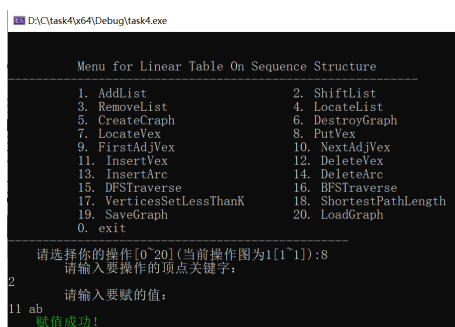 D:\C\task4\x64\Debug\task4.exe
Menu for Linear Table On Sequence Structure
-----------------------------------------------------------
1. AddList 2. ShiftList
3. RemoveList 4. LocateList
5. CreateCraph 6. DestroyGraph
7. LocateVex 8. PutVex
9. FirstAdjVex 10. NextAdjVex
11. InsertVex 12. DeleteVex
13. InsertArc 14. DeleteArc
15. DFSTraverse 16. BFSTraverse
17. VerticesSetLessThanK 18. ShortestPathLength
19. SaveGraph 20. LoadGraph
0. exit
-------------------------------------------------
请选择你的操作[0~20](当前操作图为1[1~1]):8
请输入要操作的顶点关键字：
2
请输入要赋的值：
11 ab
赋值成功！